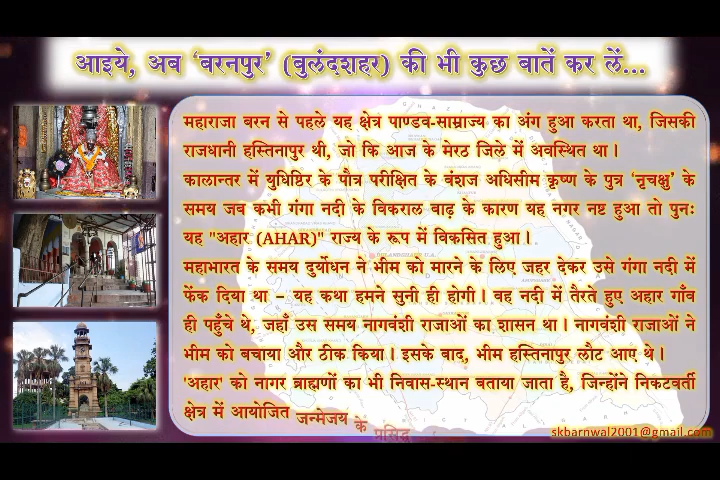 आइये, अब ‘बरनपुर’ (बुलंदशहर) की भी कुछ बातें कर लें...
महाराजा बरन से पहले यह क्षेत्र पाण्डव-साम्राज्य का अंग हुआ करता था, जिसकी
राजधानी हस्तिनापुर थी, जो कि आज के मेरठ जिले में अवस्थित था।
कालान्तर में युधिष्ठिर के पौत्र परीक्षित के वंशज अधिसीम कृष्ण के पुत्र ‘नृचक्षु’ के
समय जब कभी गंगा नदी के विकराल बाढ़ के कारण यह नगर नष्ट हुआ तो पुनः
यह "अहार (AHAR)" राज्य के रूप में विकसित हुआ।
महाभारत के समय दुर्योधन ने भीम को मारने के लिए जहर देकर उसे गंगा नदी में
फेंक दिया था – यह कथा हमने सुनी ही होगी। वह नदी में तैरते हुए अहार गाँव
ही पहुँचे थे, जहाँ उस समय नागवंशी राजाओं का शासन था। नागवंशी राजाओं ने
भीम को बचाया और ठीक किया। इसके बाद, भीम हस्तिनापुर लौट आए थे।
'अहार' को नागर ब्राह्मणों का भी निवास-स्थान बताया जाता है, जिन्होंने निकटवर्ती
क्षेत्र में आयोजित जन्मेजय के प्रसिद्ध
skbarnwal2001@gmail.com